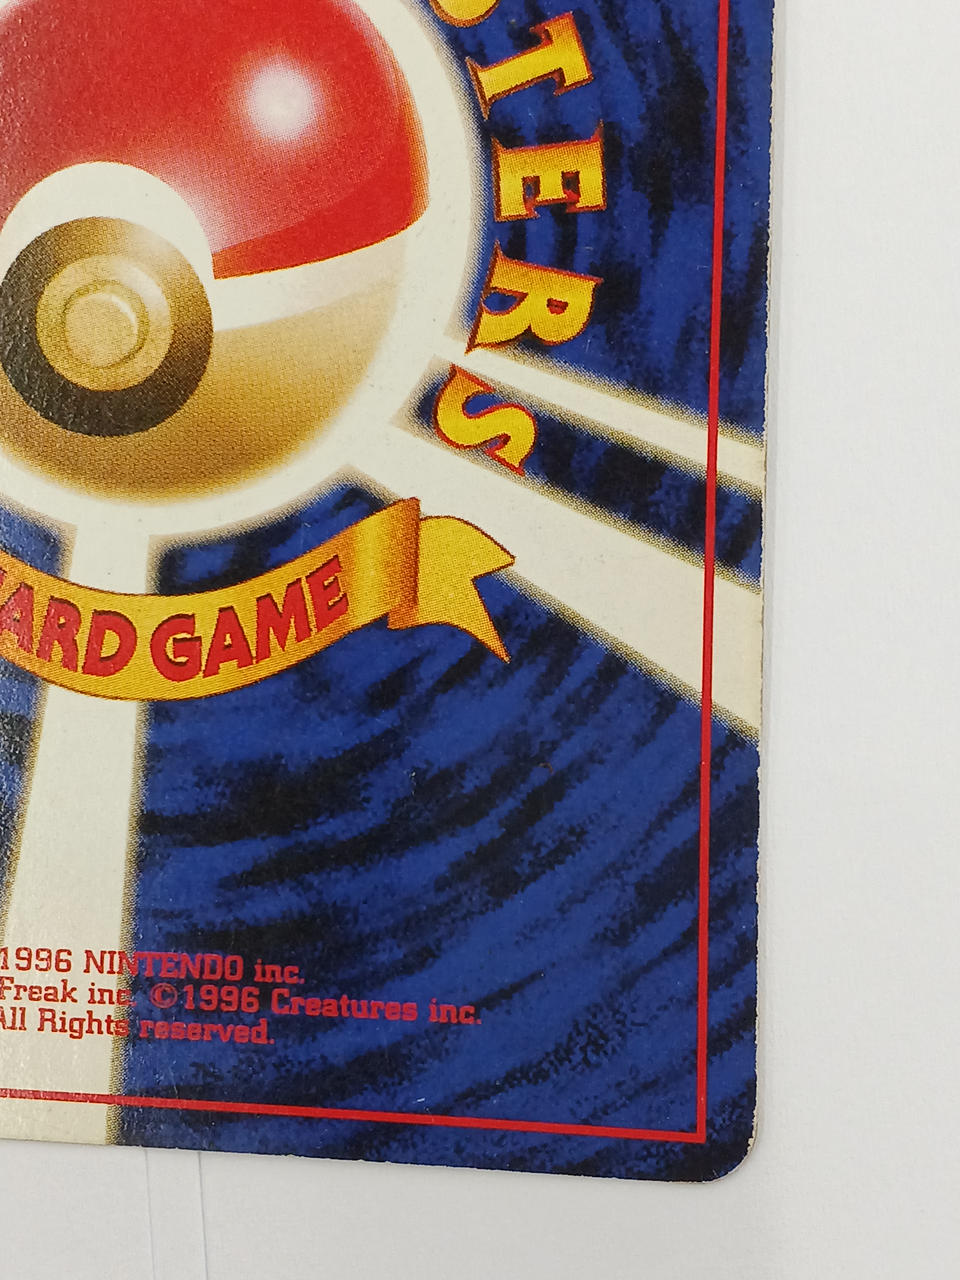 TERS
ARD GAME
1996 NINTENDO inc.
Freak inc. ©1996 Creatures inc.
All Rights reserved.